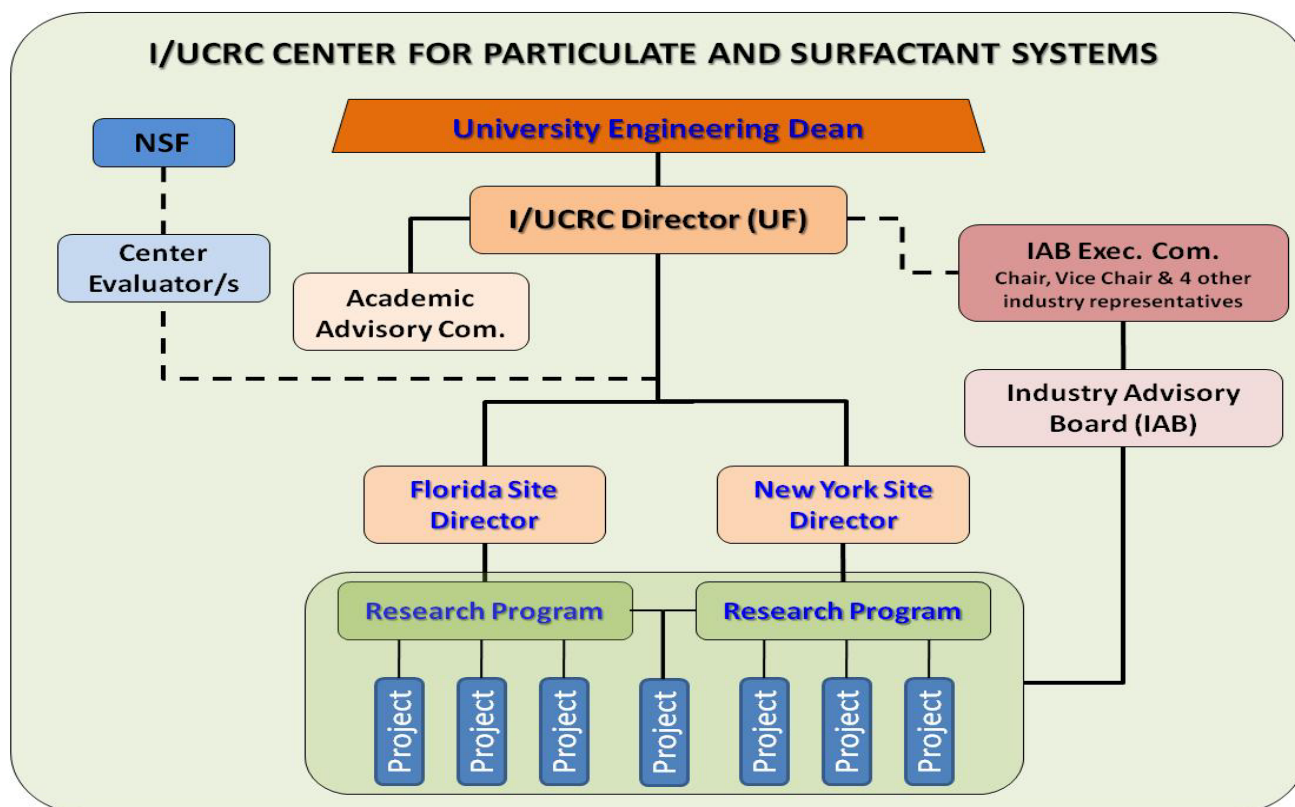 I/UCRC CENTER FOR PARTICULATE AND SURFACTANT SYSTEMS
University Engineering Dean
NSF
I/UCRC Director (UF)
Center
Evaluator/s
Academic
Advisory Com.
IAB Exec. Com.
Chair, Vice Chair & 4 other
industry representatives
Industry Advisory
Board (IAB)
Florida Site
Director
New York Site
Director
Research Program
Research Program
Project
Project
Project
Project
Project
Project
Project